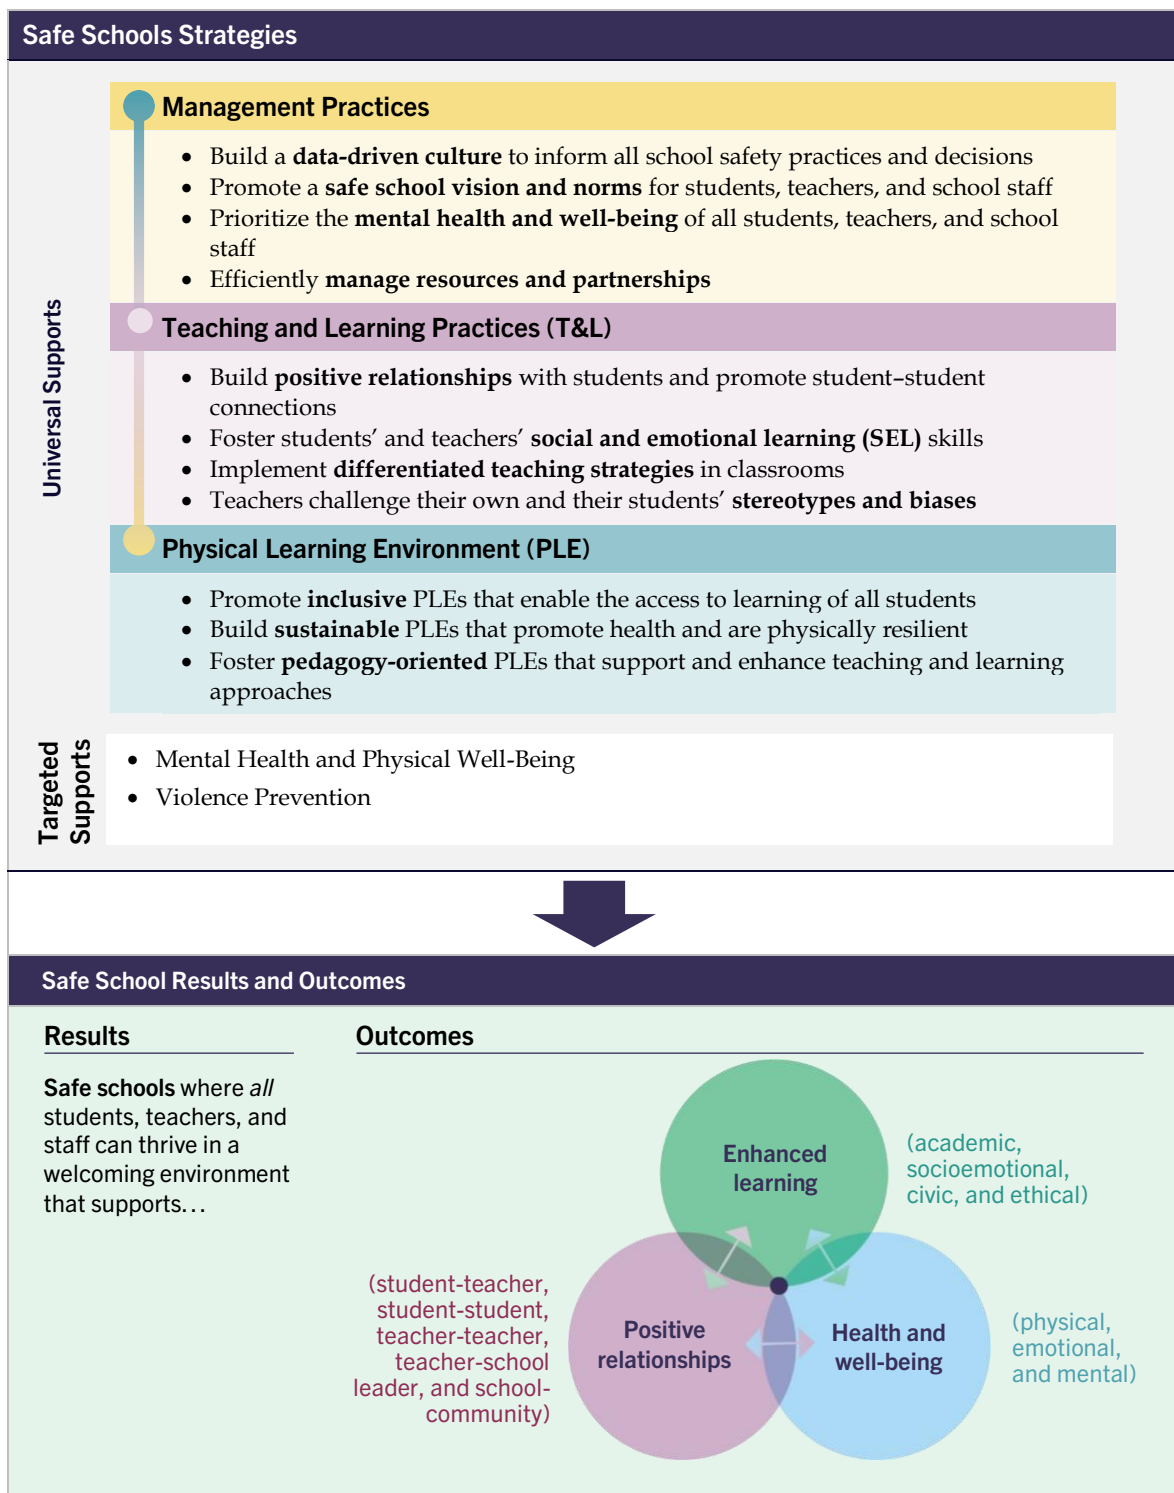 Safe Schools Strategies
Universal Supports
Management Practices
• Build a data-driven culture to inform all school safety practices and decisions
• Promote a safe school vision and norms for students, teachers, and school staff
• Prioritize the mental health and well-being of all students, teachers, and school
staff
• Efficiently manage resources and partnerships
Teaching and Learning Practices (T&L)
• Build positive relationships with students and promote student–student
connections
• Foster students’ and teachers’ social and emotional learning (SEL) skills
• Implement differentiated teaching strategies in classrooms
• Teachers challenge their own and their students’ stereotypes and biases
Physical Learning Environment (PLE)
• Promote inclusive PLEs that enable the access to learning of all students
• Build sustainable PLEs that promote health and are physically resilient
• Foster pedagogy-oriented PLEs that support and enhance teaching and learning
approaches
Targeted
Supports
• Mental Health and Physical Well-Being
• Violence Prevention
Safe School Results and Outcomes
Results
Safe schools where all
students, teachers, and
staff can thrive in a
welcoming environment
that supports…
Outcomes
Enhanced
learning
(academic,
socioemotional,
civic, and ethical)
(student-teacher,
student-student,
teacher-teacher,
teacher-school
leader, and school-
community)
Positive
relationships
Health and
well-being
(physical,
emotional,
and mental)